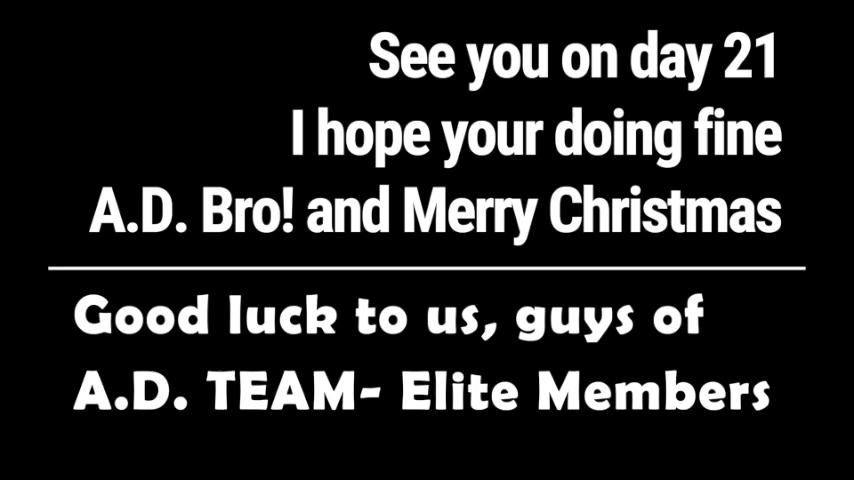 See you on day 21
I hope your doing fine
A.D. Bro! and Merry Christmas
Good luck to us, guys of
A.D. TEAM- Elite Members